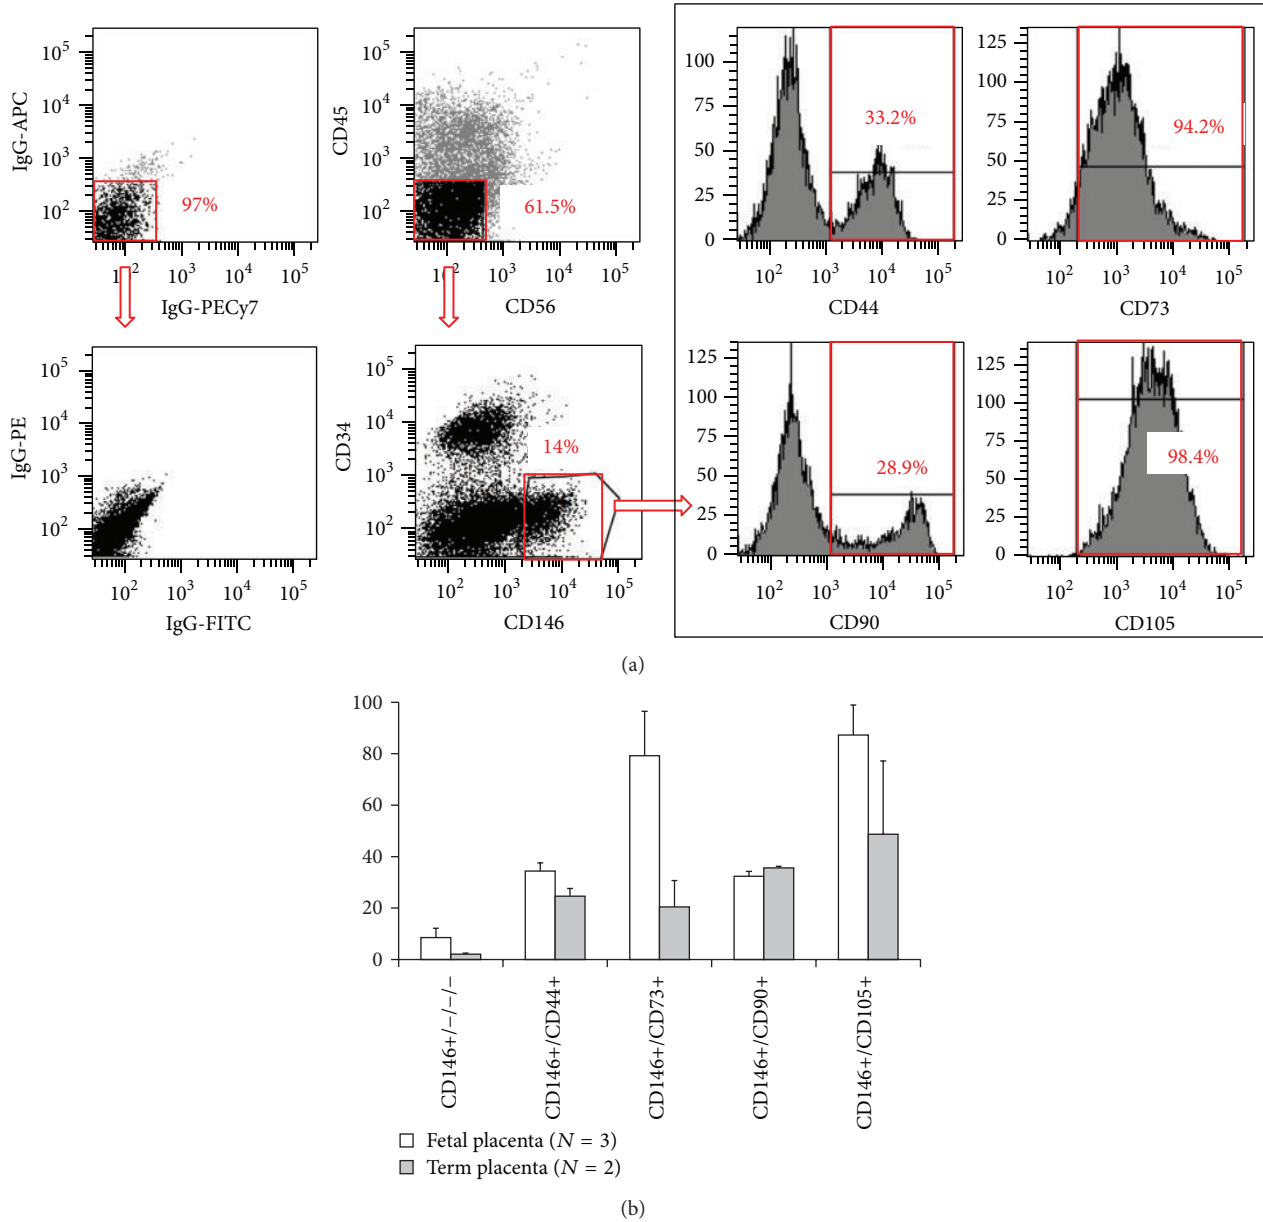 10^5
10^4
10^3
10^2
IgG-APC
97%
10^2 10^3 10^4 10^5
IgG-PECy7
10^5
10^4
10^3
10^2
CD45
61.5%
10^2 10^3 10^4 10^5
CD56
100
75
50
25
0
33.2%
10^2 10^3 10^4 10^5
CD44
125
100
75
50
25
0
94.2%
10^2 10^3 10^4 10^5
CD73
10^5
10^4
10^3
10^2
IgG-PE
10^2 10^3 10^4 10^5
IgG-FITC
10^5
10^4
10^3
10^2
CD34
14%
10^2 10^3 10^4 10^5
CD146
125
100
75
50
25
0
28.9%
10^2 10^3 10^4 10^5
CD90
125
100
75
50
25
0
98.4%
10^2 10^3 10^4 10^5
CD105
(a)
100
80
60
40
20
0
CD146+/−/−/−
CD146+/CD44+
CD146+/CD73+
CD146+/CD90+
CD146+/CD105+
Fetal placenta (N = 3)
Term placenta (N = 2)
(b)